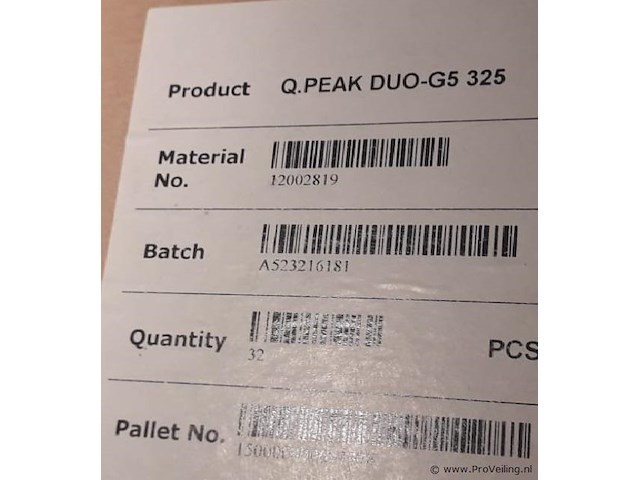 Product Q.PEAK DUO-G5 325
Material No. 12002819
Batch A523216181
Quantity 32 PCS
Pallet No.
© www.ProVeiling.nl